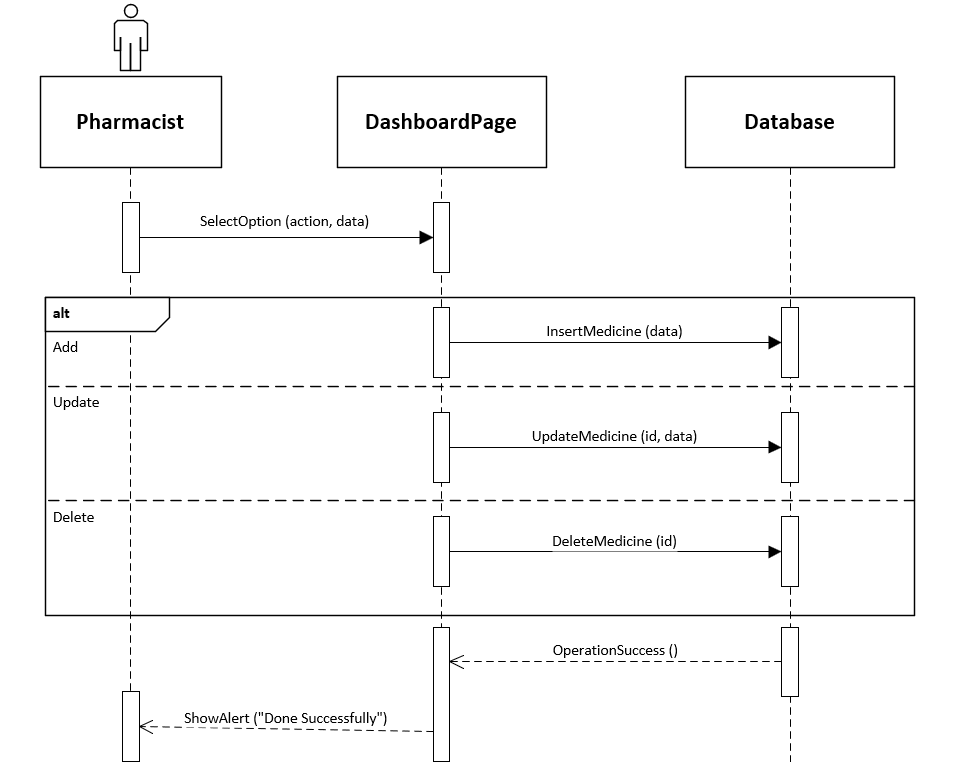 Pharmacist
DashboardPage
Database
SelectOption (action, data)
alt
InsertMedicine (data)
Add
Update
UpdateMedicine (id, data)
Delete
DeleteMedicine (id)
OperationSuccess ()
ShowAlert ("Done Successfully")